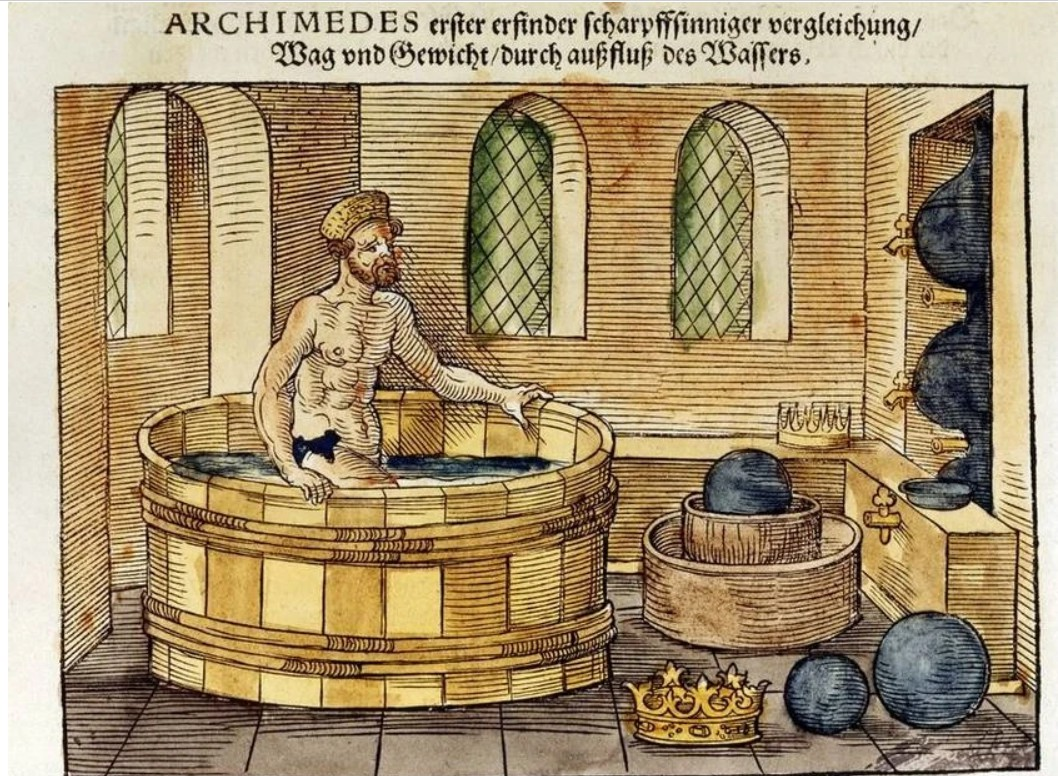 ARCHIMEDES erster erfinder scharpffsinniger vergleichung/
Wag vnd Gewicht/durch außfluß des Wassers.